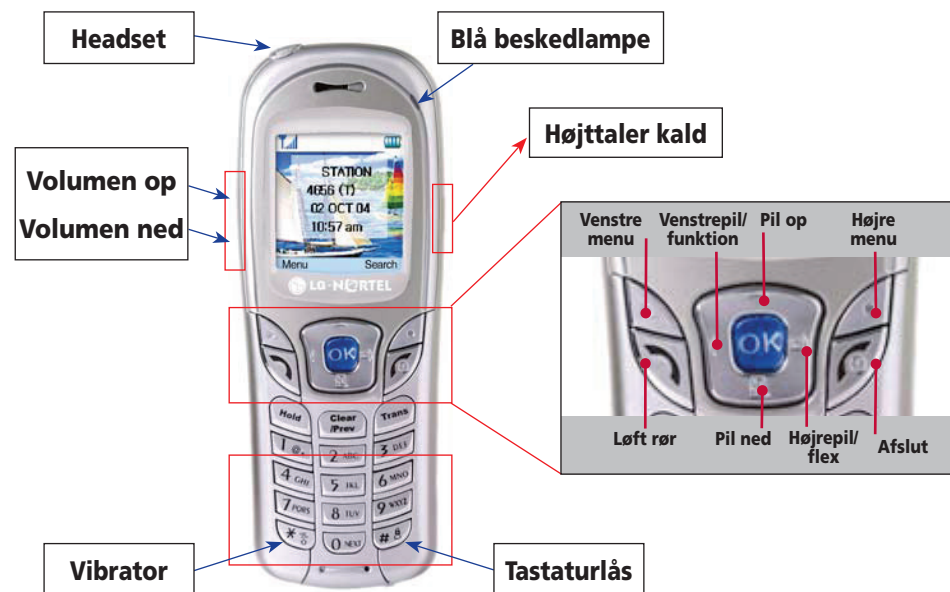 Headset
Blå beskedlampe
Højttaler kald
Volumen op
Volumen ned
STATION
4656 (T)
02 OCT 04
10:57 am
Menu Search
LG-NORTEL
Venstre menu
Venstrepil/ funktion
Pil op
Højre menu
OK
OK
Løft rør
Pil ned
Højrepil/ flex
Afslut
Hold
Clear /Prev
Trans
1 @
2 ABC
3 DEF
4 GHI
5 JKL
6 MNO
7 PQRS
8 TUV
9 WXYZ
*
0 NEXT
#
Vibrator
Tastaturlås